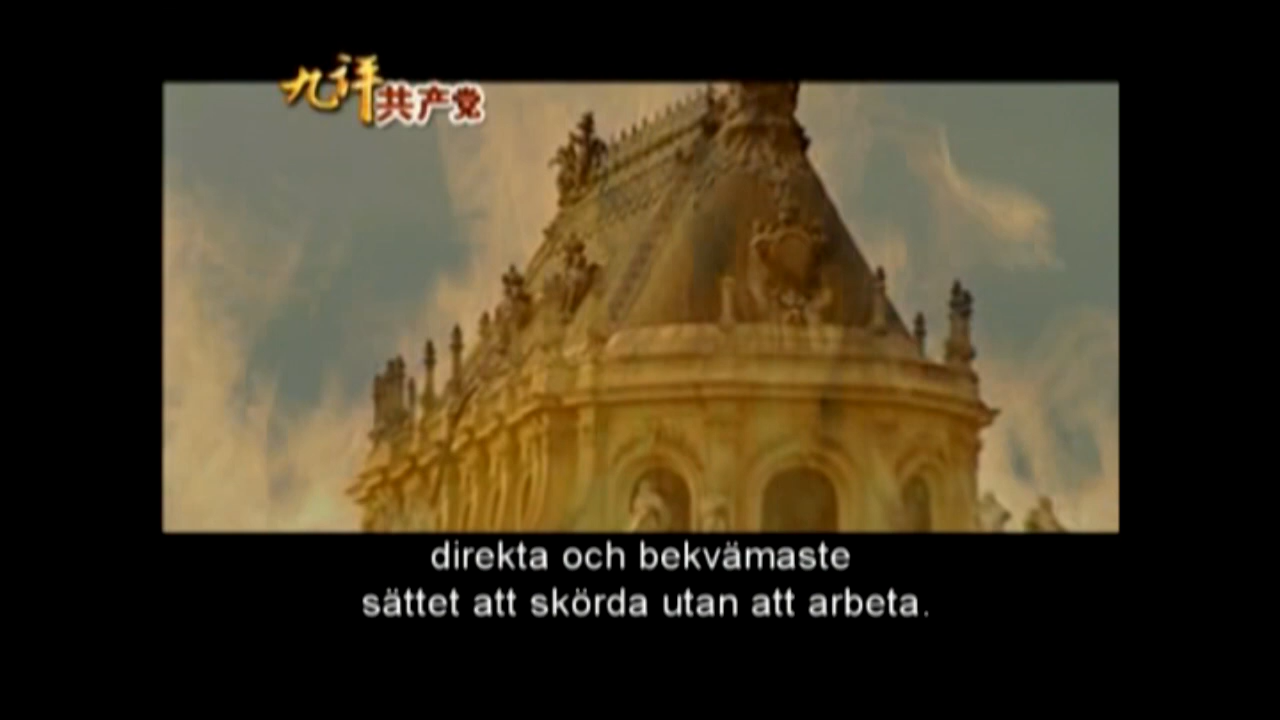 九评共产党
direkta och bekvämaste
sättet att skörda utan att arbeta.